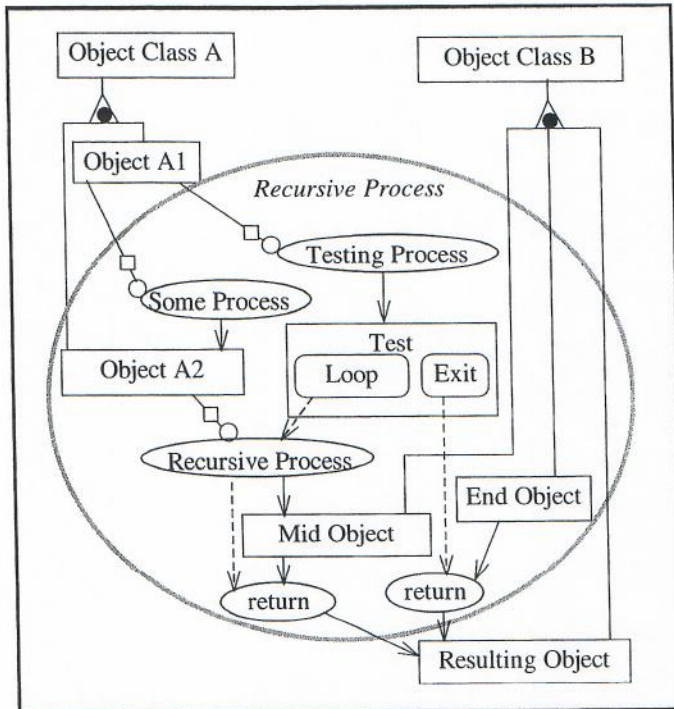 Object Class A
Object Class B
Object A1
Recursive Process
Testing Process
Some Process
Test
Object A2
Loop
Exit
Recursive Process
End Object
Mid Object
return
return
Resulting Object